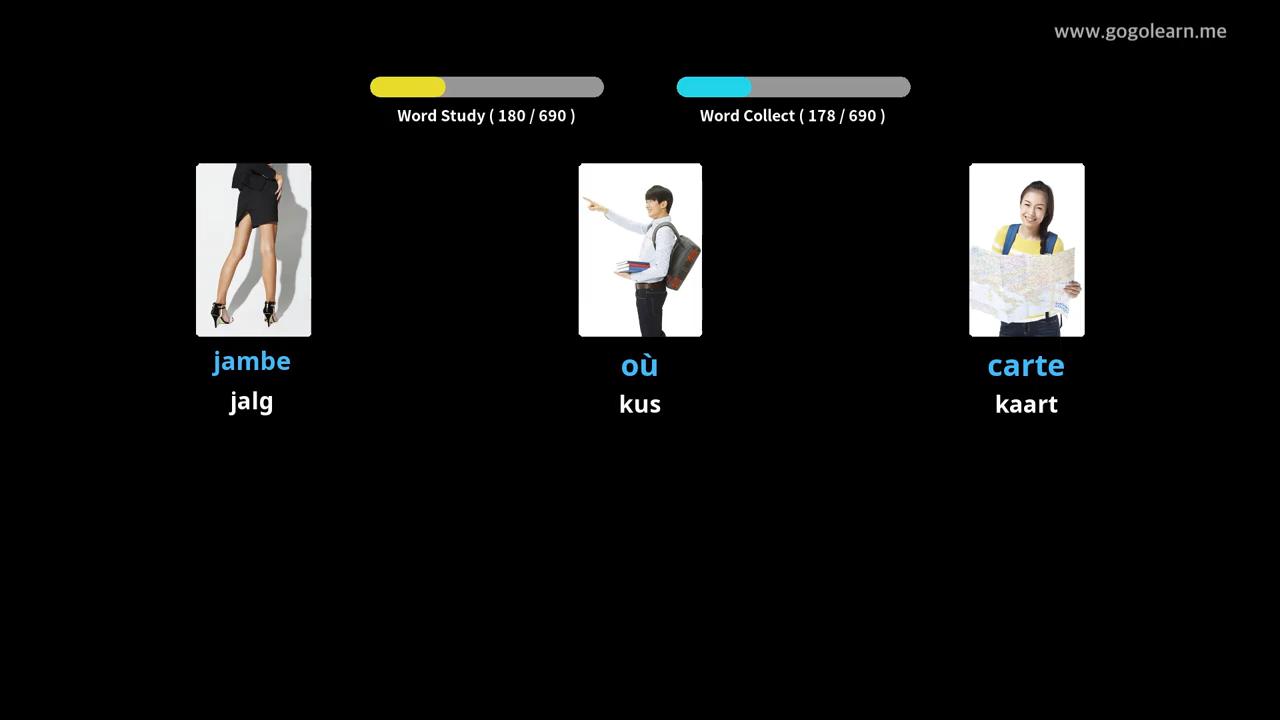 www.gogolearn.me
Word Study ( 180 / 690 )
Word Collect ( 178 / 690 )
jambe
où
carte
jalg
kus
kaart